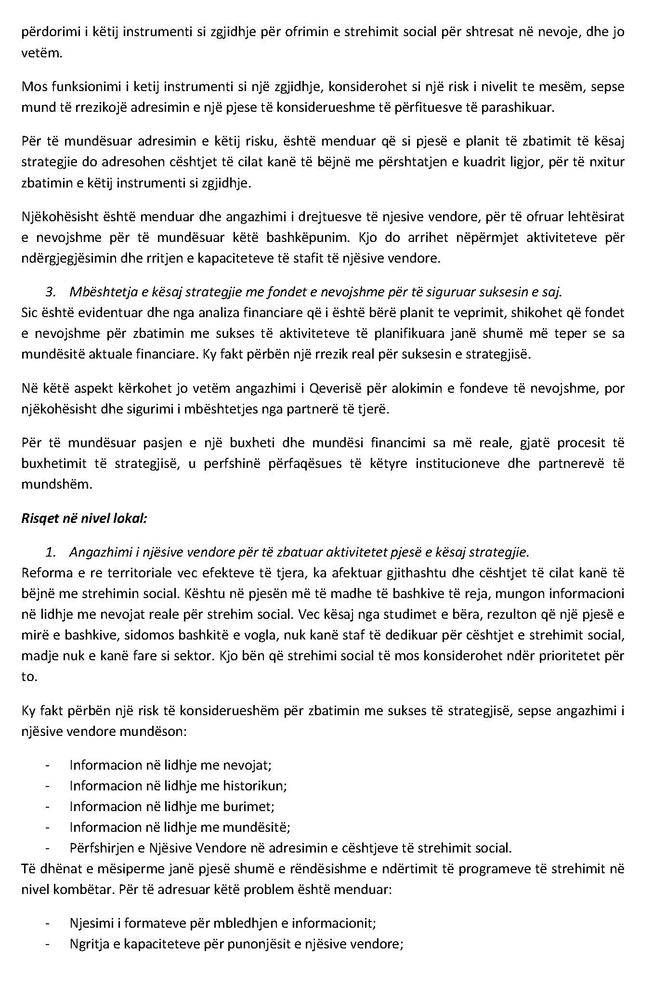 përdorimi i këtij instrumenti si zgjidhje për ofrimin e strehimit social për shtresat në nevoje, dhe jo
vetëm.
Mos funksionimi i ketij instrumenti si një zgjidhje, konsiderohet si një risk i nivelit te mesëm, sepse
mund të rrezikojë adresimin e një pjese të konsiderueshme të përfituesve të parashikuar.
Për të mundësuar adresimin e këtij risku, është menduar që si pjesë e planit të zbatimit të kësaj
strategjie do adresohen cështjet të cilat kanë të bëjnë me përshtatjen e kuadrit ligjor, për të nxitur
zbatimin e këtij instrumenti si zgjidhje.
Njëkohësisht është menduar dhe angazhimi i drejtuesve të njesive vendore, për të ofruar lehtësirat
e nevojshme për të mundësuar këtë bashkëpunim. Kjo do arrihet nëpërmjet aktiviteteve për
ndërgjegjësimin dhe rritjen e kapaciteteve të stafit të njësive vendore.
3. Mbështetja e kësaj strategjie me fondet e nevojshme për të siguruar suksesin e saj.
Sic është evidentuar dhe nga analiza financiare që i është bërë planit te veprimit, shikohet që fondet
e nevojshme për zbatimin me sukses të aktiviteteve të planifikuara janë shumë më teper se sa
mundësitë aktuale financiare. Ky fakt përbën një rrezik real për suksesin e strategjisë.
Në këtë aspekt kërkohet jo vetëm angazhimi i Qeverisë për alokimin e fondeve të nevojshme, por
njëkohësisht dhe sigurimi i mbështetjes nga partnerë të tjerë.
Për të mundësuar pasjen e një buxheti dhe mundësi financimi sa më reale, gjatë procesit të
buxhetimit të strategjisë, u perfshinë përfaqësues të këtyre institucioneve dhe partnerevë të
mundshëm.
Risqet në nivel lokal:
1. Angazhimi i njësive vendore për të zbatuar aktivitetet pjesë e kësaj strategjie.
Reforma e re territoriale vec efekteve të tjera, ka afektuar gjithashtu dhe cështjet të cilat kanë të
bëjnë me strehimin social. Kështu në pjesën më të madhe të bashkive të reja, mungon informacioni
në lidhje me nevojat reale për strehim social. Vec kësaj nga studimet e bëra, rezulton që një pjesë e
mirë e bashkive, sidomos bashkitë e vogla, nuk kanë staf të dedikuar për cështjet e strehimit social,
madje nuk e kanë fare si sektor. Kjo bën që strehimi social të mos konsiderohet ndër prioritetet për
to.
Ky fakt përbën një risk të konsiderueshëm për zbatimin me sukses të strategjisë, sepse angazhimi i
njësive vendore mundëson:
- Informacion në lidhje me nevojat;
- Informacion në lidhje me historikun;
- Informacion në lidhje me burimet;
- Informacion në lidhje me mundësitë;
- Përfshirjen e Njësive Vendore në adresimin e cështjeve të strehimit social.
Të dhënat e mësiperme janë pjesë shumë e rëndësishme e ndërtimit të programeve të strehimit në
nivel kombëtar. Për të adresuar këtë problem është menduar:
- Njesimi i formateve për mbledhjen e informacionit;
- Ngritja e kapaciteteve për punonjësit e njësive vendore;